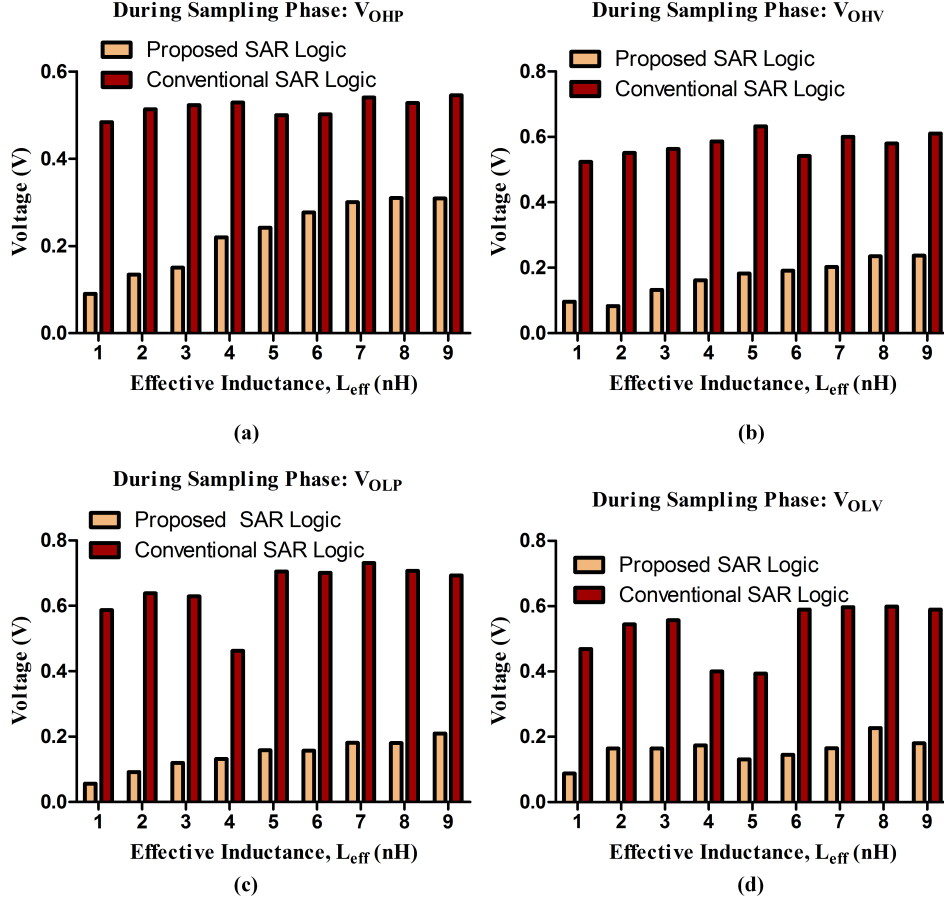 During Sampling Phase: VOHP
Proposed SAR Logic
Conventional SAR Logic
Voltage (V)
0.6
0.4
0.2
0.0
1 2 3 4 5 6 7 8 9
Effective Inductance, Leff (nH)
(a)
During Sampling Phase: VOHV
Proposed SAR Logic
Conventional SAR Logic
Voltage (V)
0.8
0.6
0.4
0.2
0.0
1 2 3 4 5 6 7 8 9
Effective Inductance, Leff (nH)
(b)
During Sampling Phase: VOLP
Proposed SAR Logic
Conventional SAR Logic
Voltage (V)
0.8
0.6
0.4
0.2
0.0
1 2 3 4 5 6 7 8 9
Effective Inductance, Leff (nH)
(c)
During Sampling Phase: VOLV
Proposed SAR Logic
Conventional SAR Logic
Voltage (V)
0.8
0.6
0.4
0.2
0.0
1 2 3 4 5 6 7 8 9
Effective Inductance, Leff (nH)
(d)